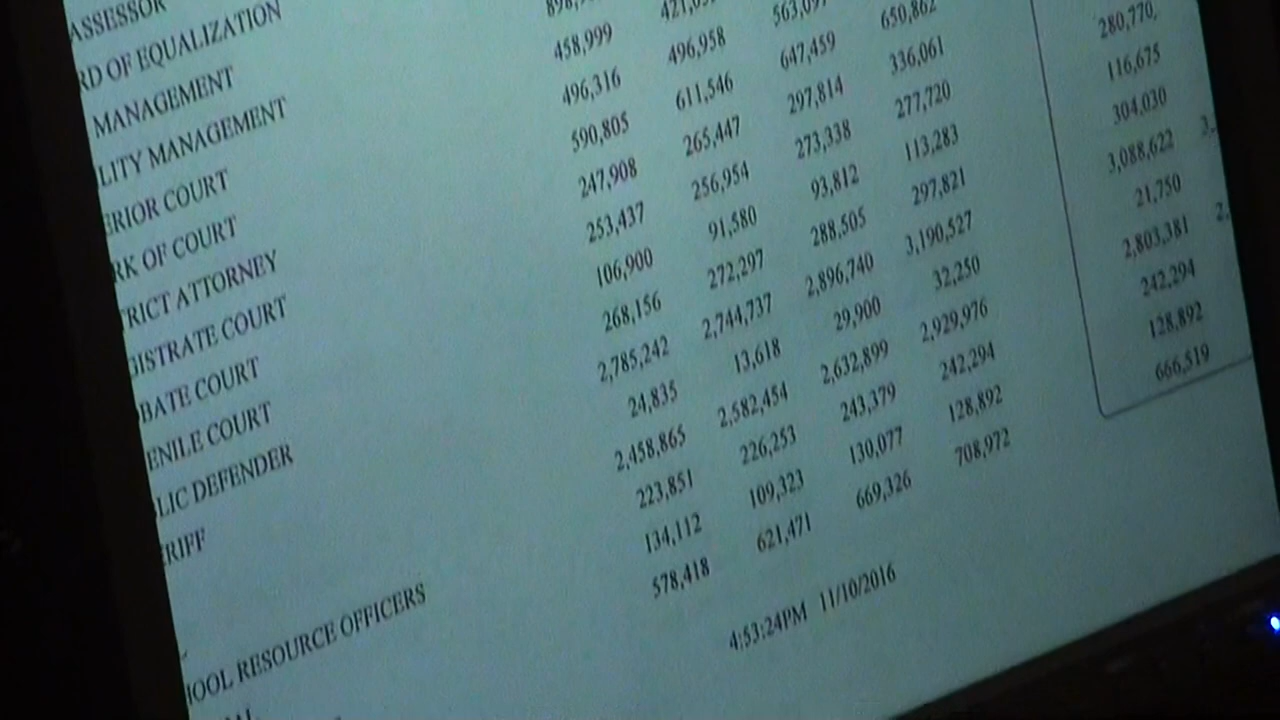 ASSESSOR
RD OF EQUALIZATION
MANAGEMENT
LITY MANAGEMENT
ERIOR COURT 458,999
RK OF COURT 496,316 496,958
TRICT ATTORNEY 590,805 611,546 647,459 650,862
GISTRATE COURT 247,908 265,447 297,814 336,061
BATE COURT 253,437 256,954 273,338 277,720 280,770
ENILE COURT 106,900 91,580 93,812 113,283 116,675
LIC DEFENDER 268,156 272,297 288,505 297,821 304,030
ERIFF 2,785,242 2,744,737 2,896,740 3,190,527 3,088,622
24,835 13,618 29,900 32,250 21,750
2,458,865 2,582,454 2,632,899 2,929,976 2,803,381
HOOL RESOURCE OFFICERS 223,851 226,253 243,379 242,294 242,294
134,112 109,323 130,077 128,892 128,892
578,418 621,471 669,326 708,972 666,519
4:53:24PM 11/10/2016